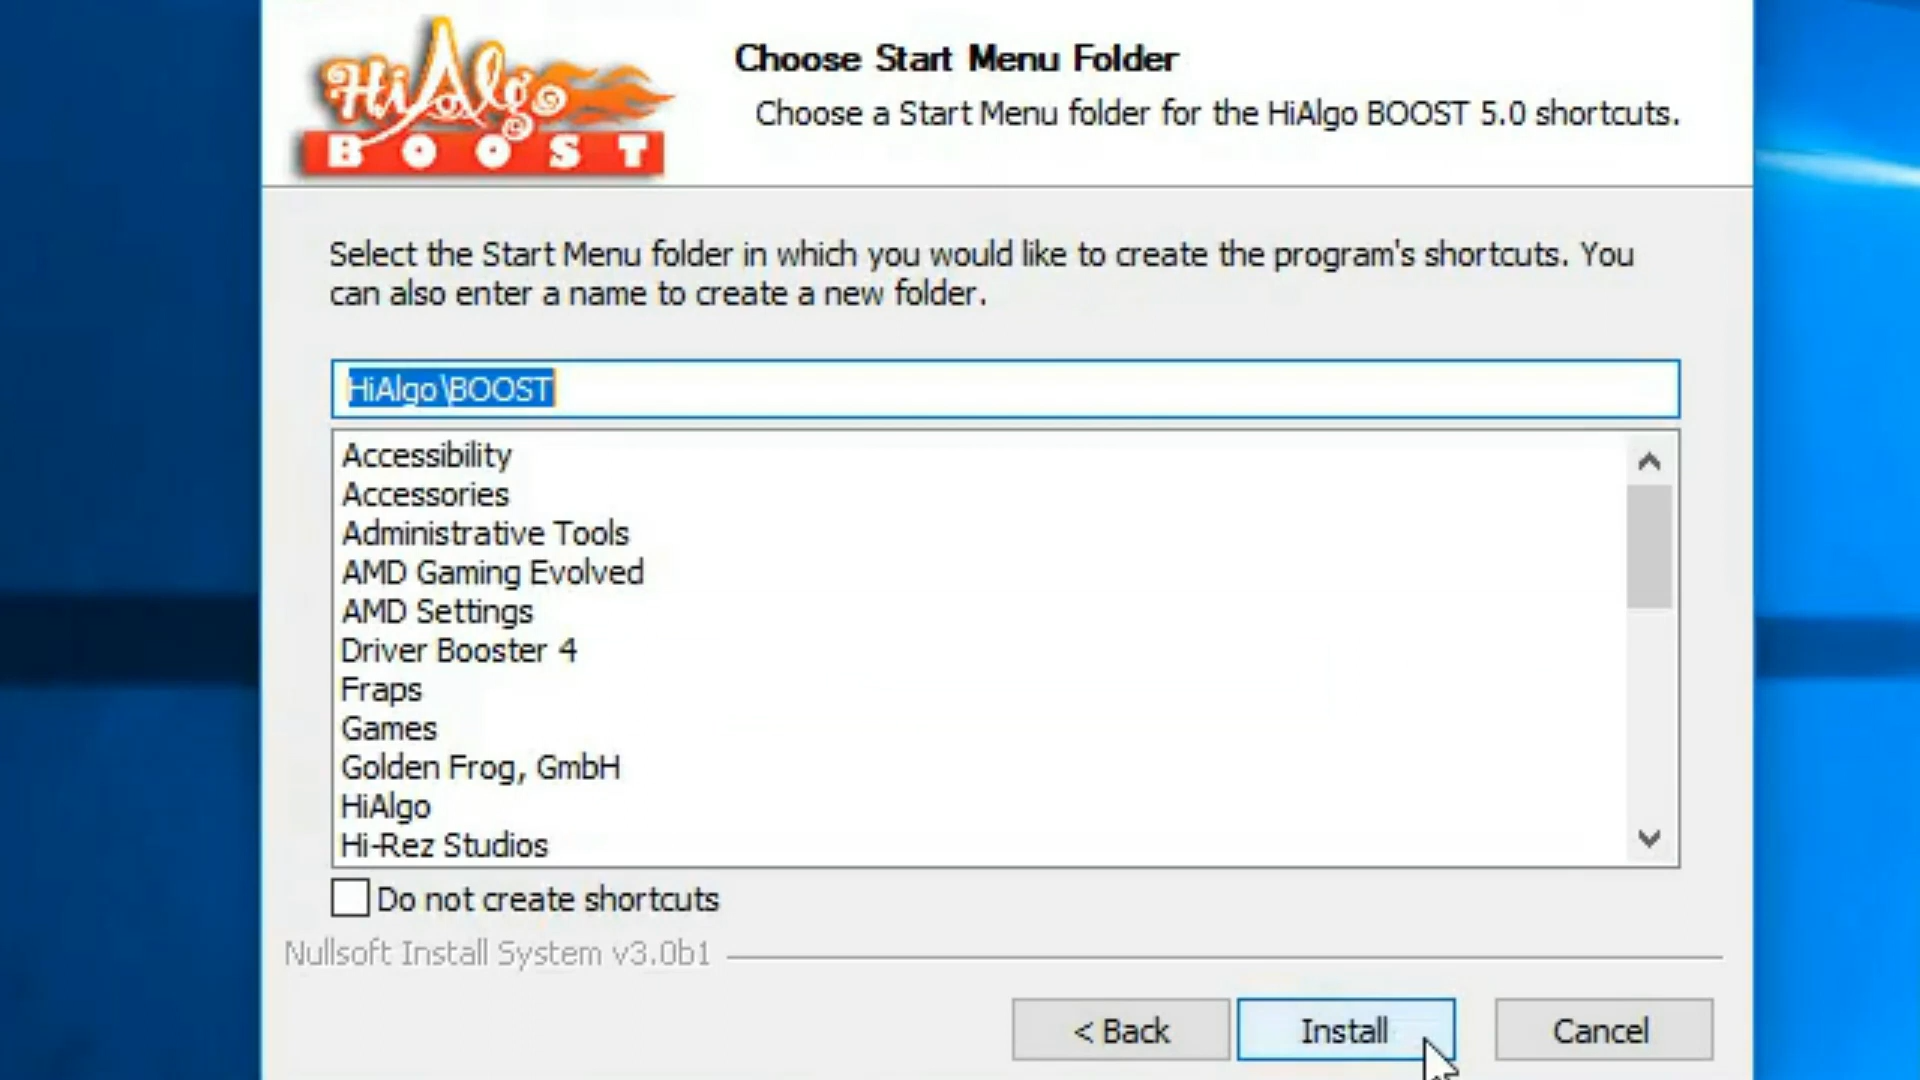 HiAlgo
BOOST
Choose Start Menu Folder
Choose a Start Menu folder for the HiAlgo BOOST 5.0 shortcuts.
Select the Start Menu folder in which you would like to create the program's shortcuts. You
can also enter a name to create a new folder.
HiAlgo\BOOST
Accessibility
Accessories
Administrative Tools
AMD Gaming Evolved
AMD Settings
Driver Booster 4
Fraps
Games
Golden Frog, GmbH
HiAlgo
Hi-Rez Studios
Do not create shortcuts
Nullsoft Install System v3.0b1
< Back
Install
Cancel